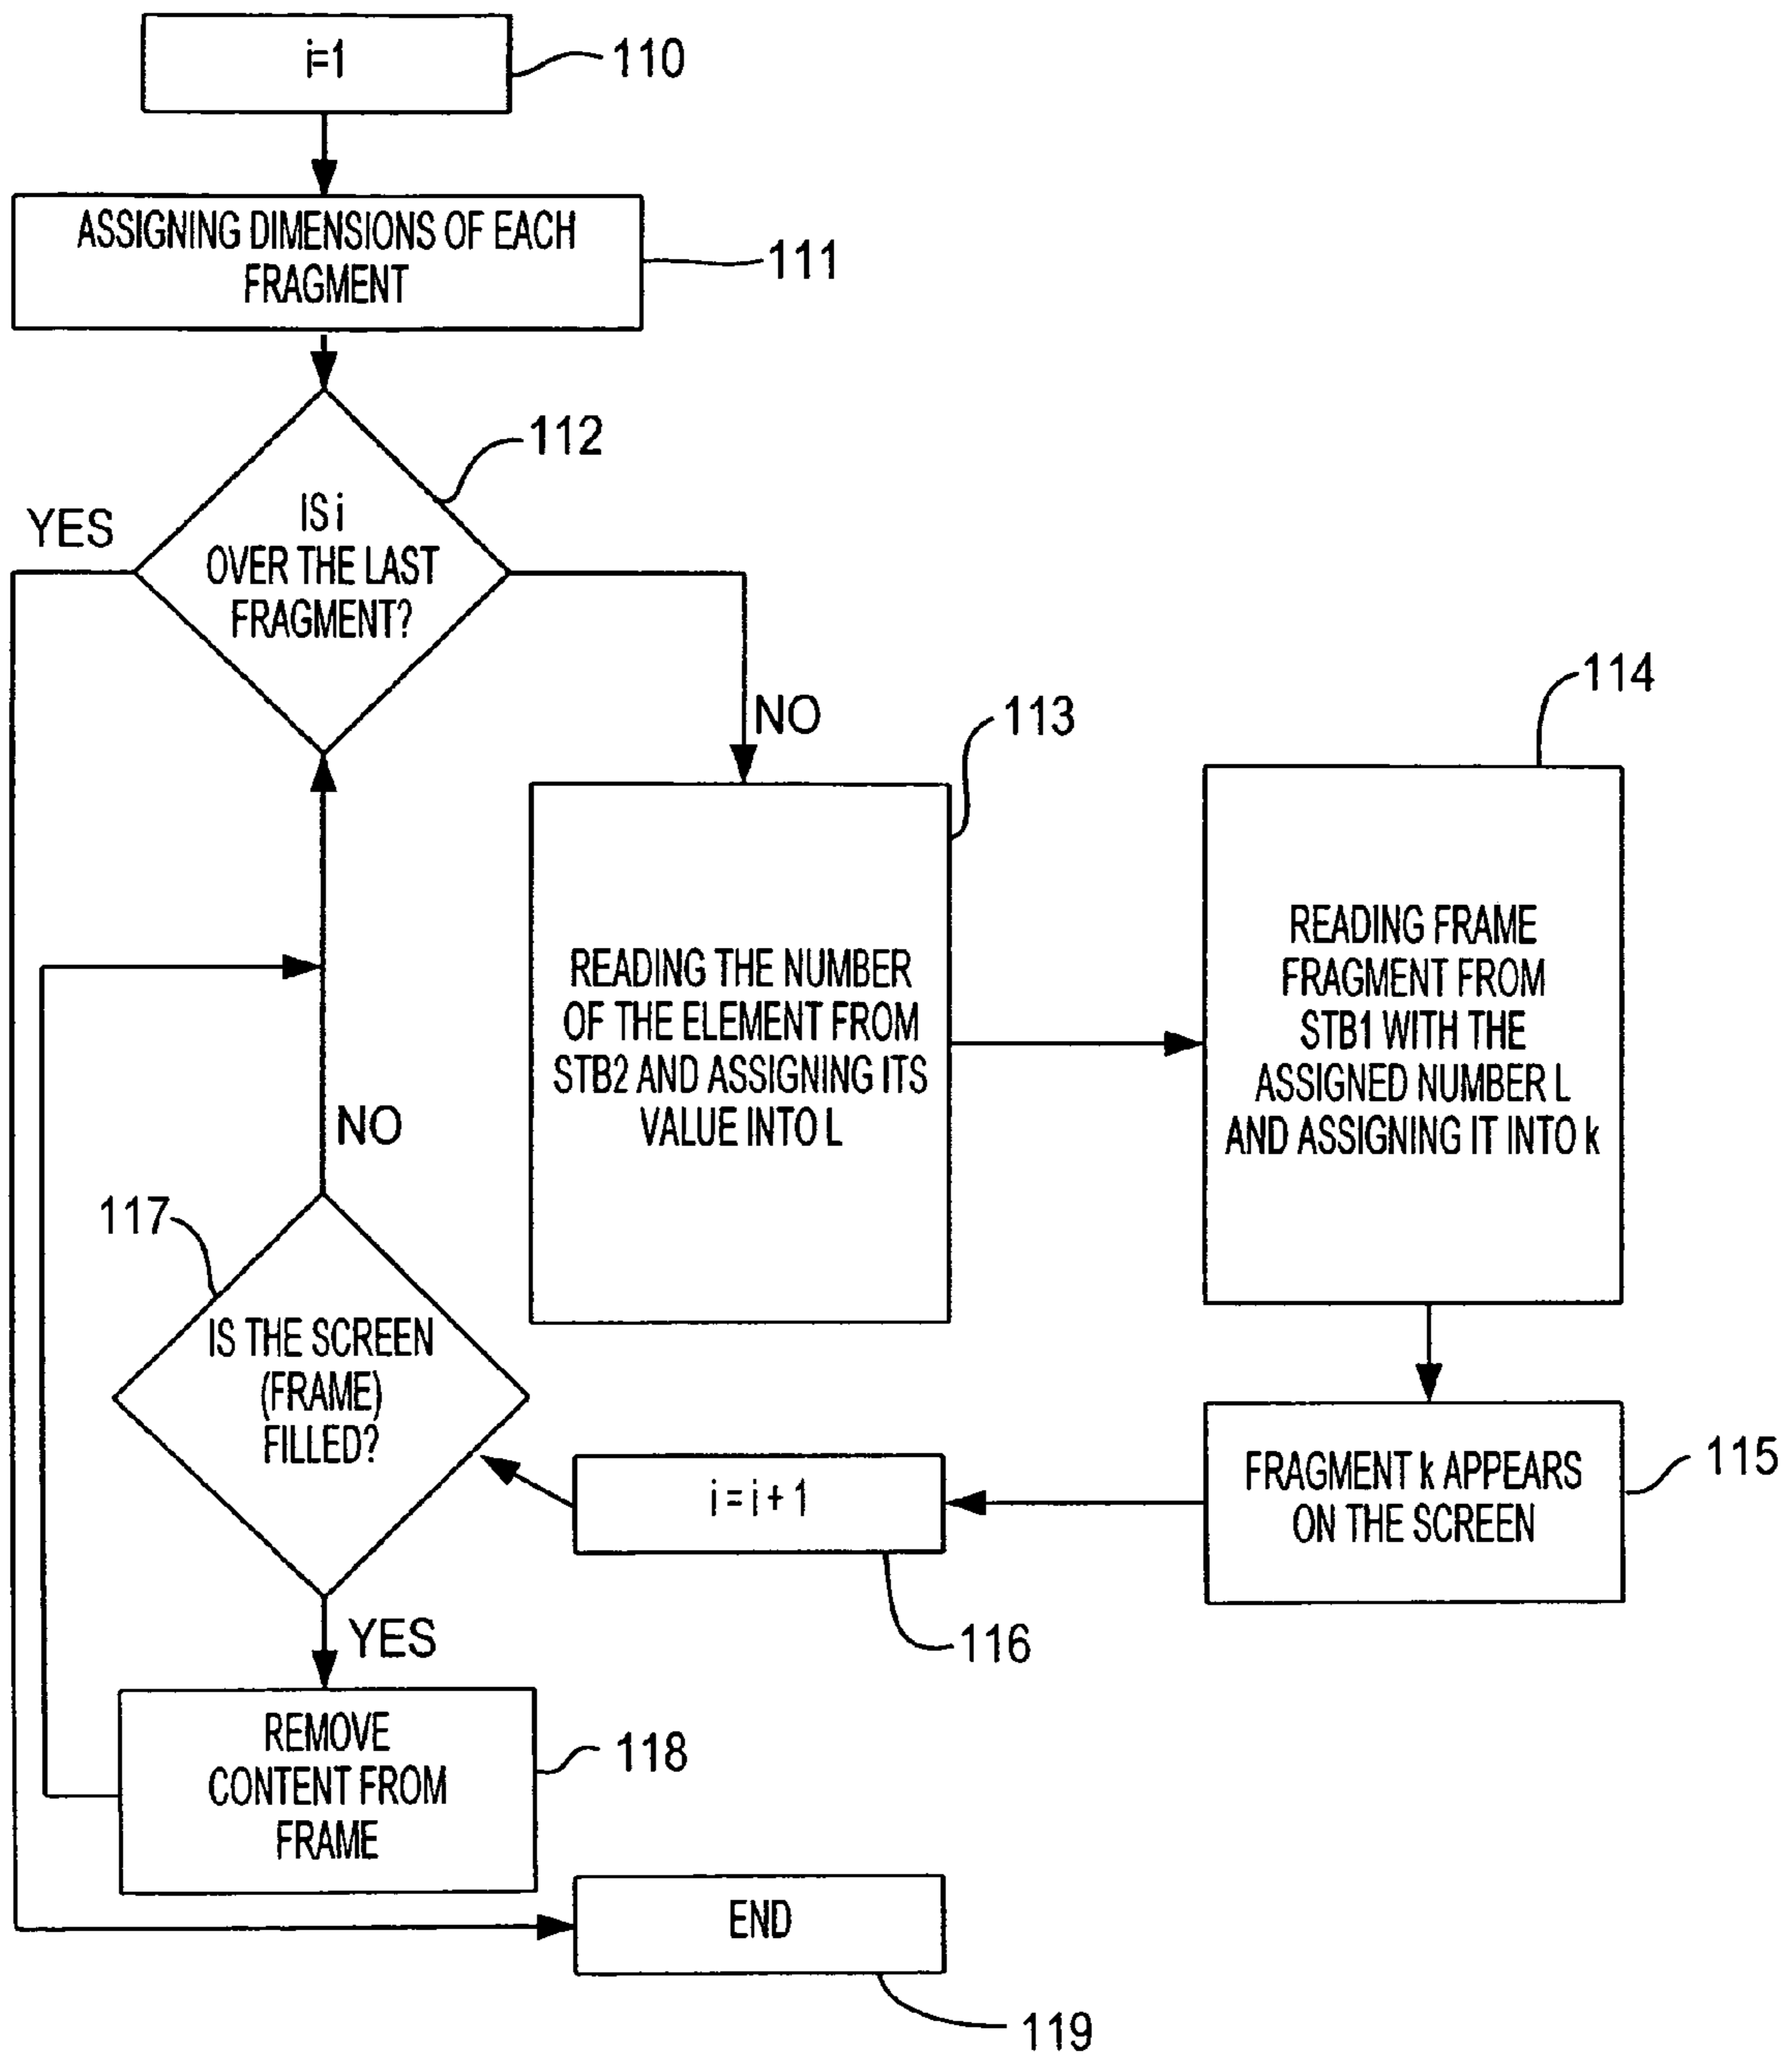 i=1
110
ASSIGNING DIMENSIONS OF EACH
FRAGMENT
111
112
IS i
OVER THE LAST
FRAGMENT?
YES
NO
113
READING THE NUMBER
OF THE ELEMENT FROM
STB2 AND ASSIGNING ITS
VALUE INTO L
114
READING FRAME
FRAGMENT FROM
STB1 WITH THE
ASSIGNED NUMBER L
AND ASSIGNING IT INTO k
FRAGMENT k APPEARS
ON THE SCREEN
115
i = i + 1
116
117
NO
IS THE SCREEN
(FRAME)
FILLED?
YES
REMOVE
CONTENT FROM
FRAME
118
END
119